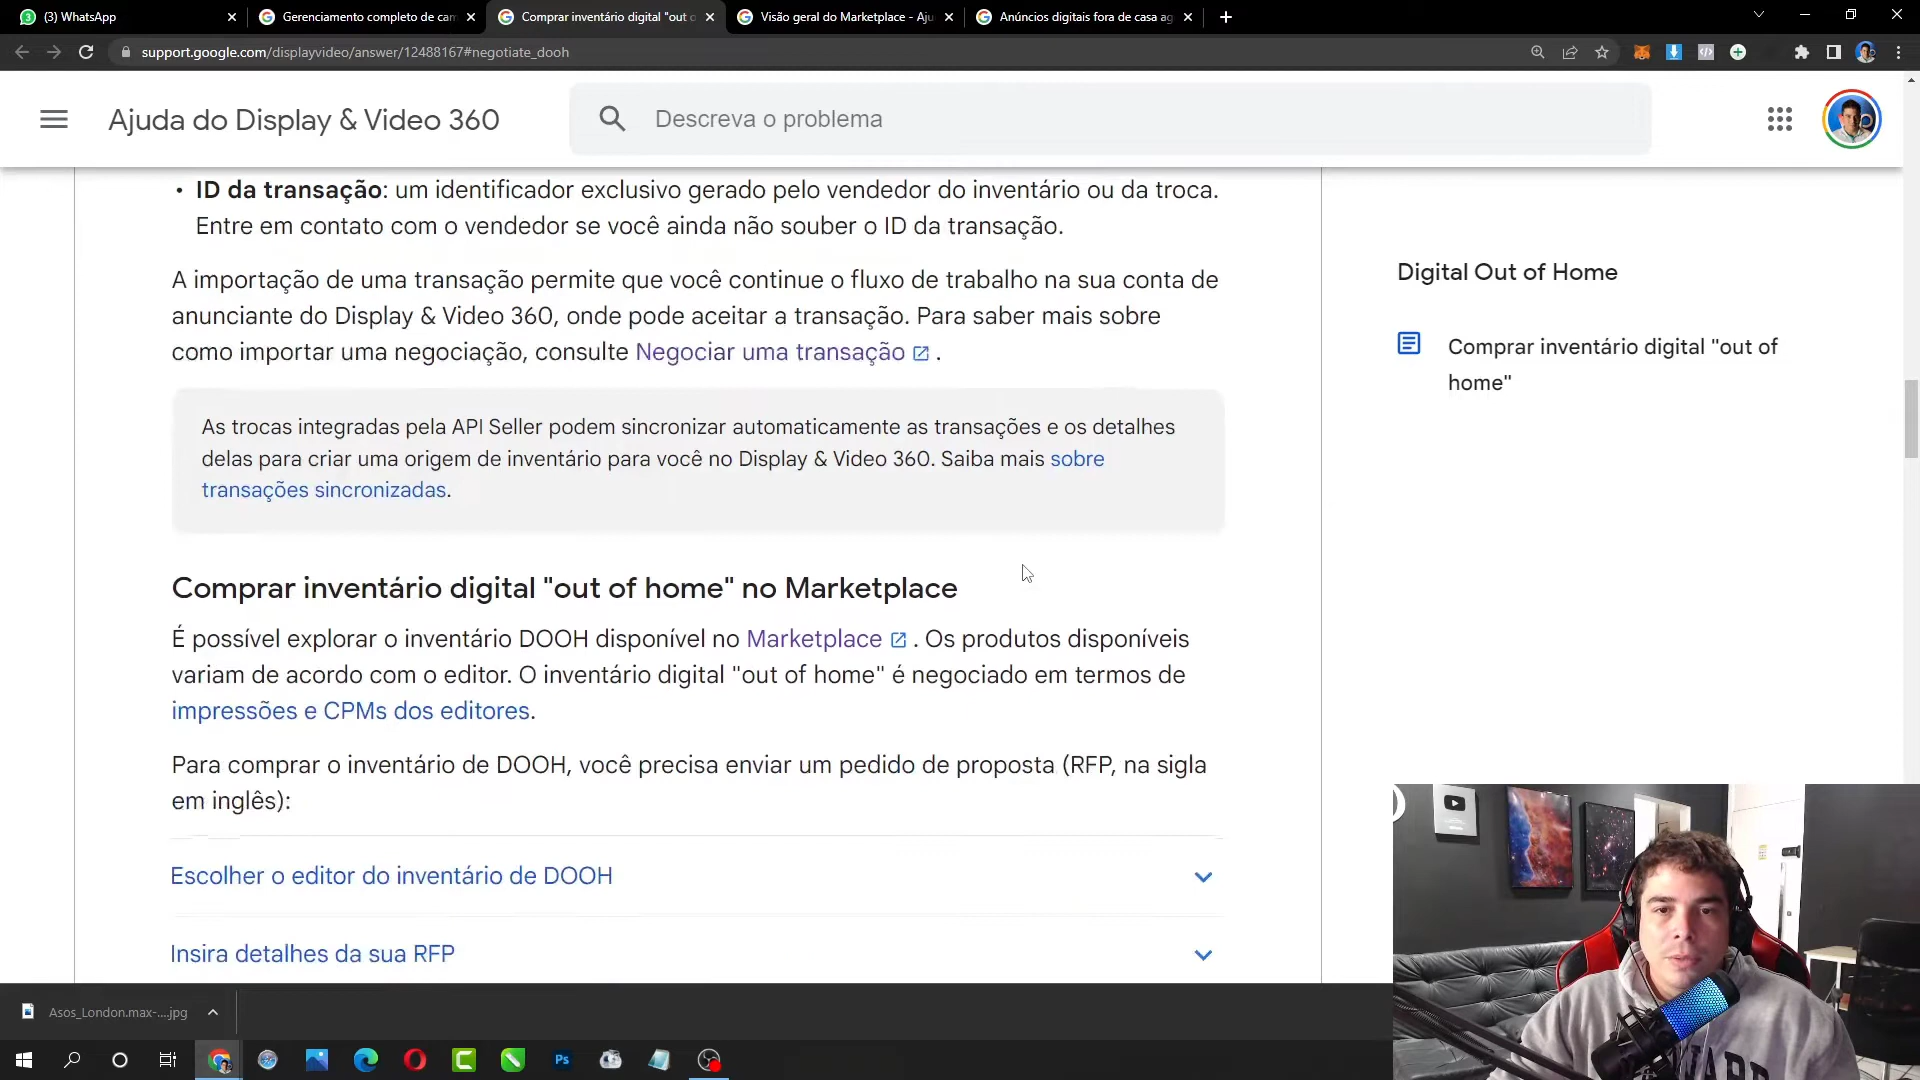 (3) WhatsApp
Gerenciamento completo de cam
Comprar inventário digital "out o
Visão geral do Marketplace - Aju
Anúncios digitais fora de casa ag
support.google.com/displayvideo/answer/12488167#negotiate_dooh
Ajuda do Display & Video 360
Descreva o problema
• ID da transação: um identificador exclusivo gerado pelo vendedor do inventário ou da troca.
Entre em contato com o vendedor se você ainda não souber o ID da transação.
A importação de uma transação permite que você continue o fluxo de trabalho na sua conta de
anunciante do Display & Video 360, onde pode aceitar a transação. Para saber mais sobre
como importar uma negociação, consulte Negociar uma transação .
As trocas integradas pela API Seller podem sincronizar automaticamente as transações e os detalhes
delas para criar uma origem de inventário para você no Display & Video 360. Saiba mais sobre
transações sincronizadas.
Comprar inventário digital "out of home" no Marketplace
É possível explorar o inventário DOOH disponível no Marketplace . Os produtos disponíveis
variam de acordo com o editor. O inventário digital "out of home" é negociado em termos de
impressões e CPMs dos editores.
Para comprar o inventário de DOOH, você precisa enviar um pedido de proposta (RFP, na sigla
em inglês):
Escolher o editor do inventário de DOOH
Insira detalhes da sua RFP
Digital Out of Home
Comprar inventário digital "out of
home"
Asos_London.max-....jpg
Ps